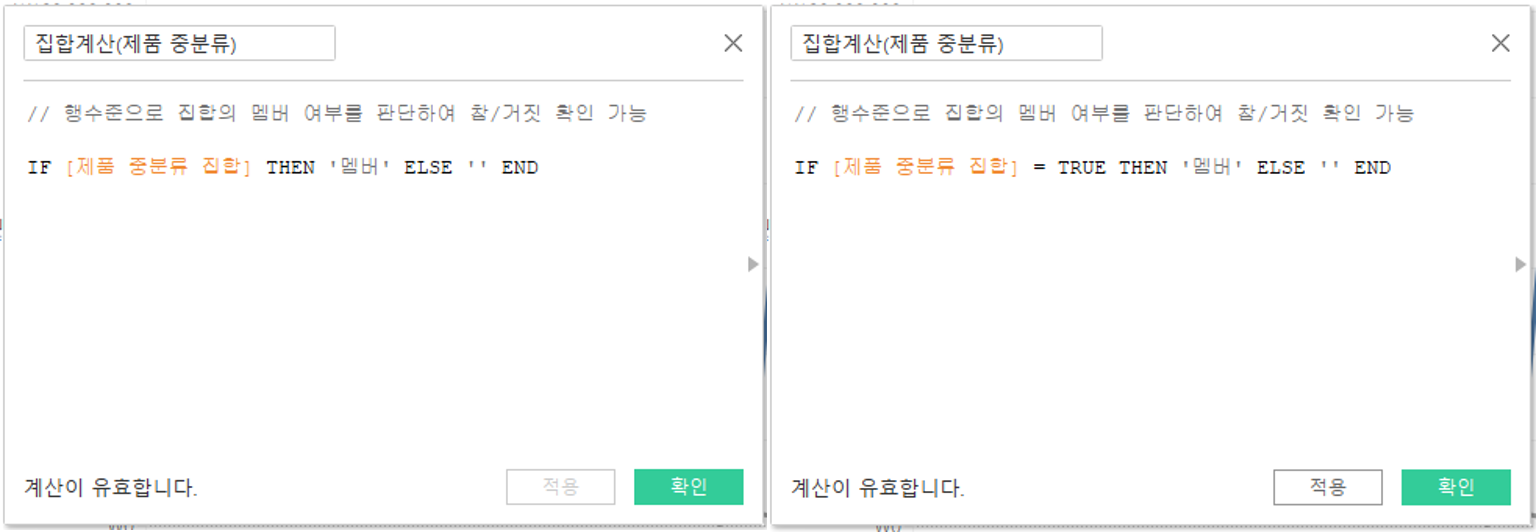 집합계산(제품 중분류)
// 행수준으로 집합의 멤버 여부를 판단하여 참/거짓 확인 가능
IF [제품 중분류 집합] THEN '멤버' ELSE '' END
계산이 유효합니다.
적용
확인
집합계산(제품 중분류)
// 행수준으로 집합의 멤버 여부를 판단하여 참/거짓 확인 가능
IF [제품 중분류 집합] = TRUE THEN '멤버' ELSE '' END
계산이 유효합니다.
적용
확인